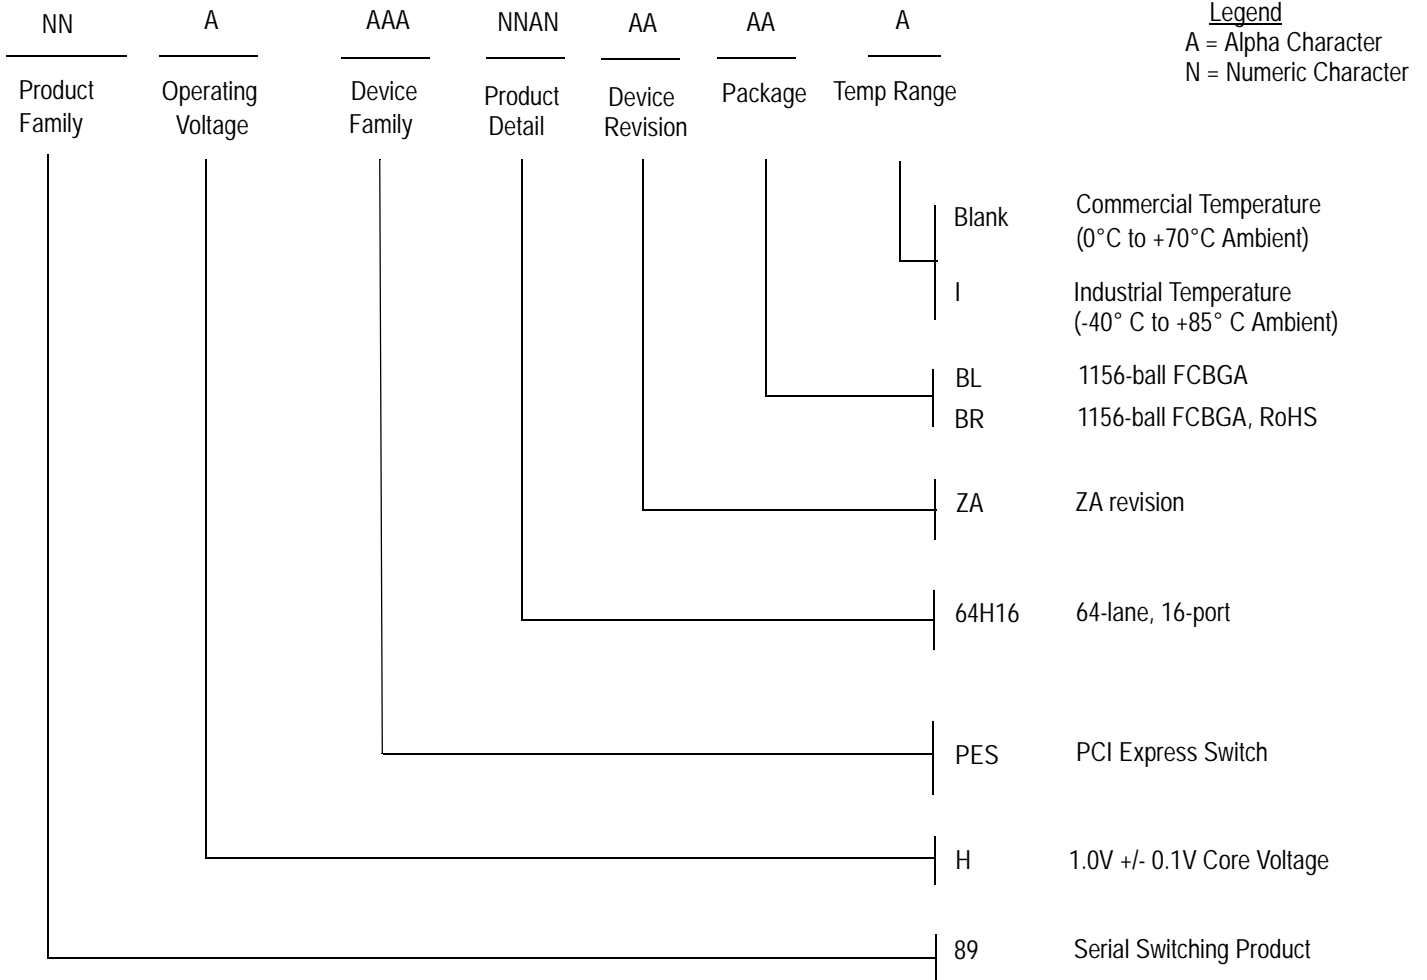 NN A AAA NNAN AA AA A
Legend
A = Alpha Character
N = Numeric Character
Product
Family
Operating
Voltage
Device
Family
Product
Detail
Device
Revision
Package
Temp Range
Blank Commercial Temperature
(0°C to +70°C Ambient)
I Industrial Temperature
(-40° C to +85° C Ambient)
BL 1156-ball FCBGA
BR 1156-ball FCBGA, RoHS
ZA ZA revision
64H16 64-lane, 16-port
PES PCI Express Switch
H 1.0V +/- 0.1V Core Voltage
89 Serial Switching Product